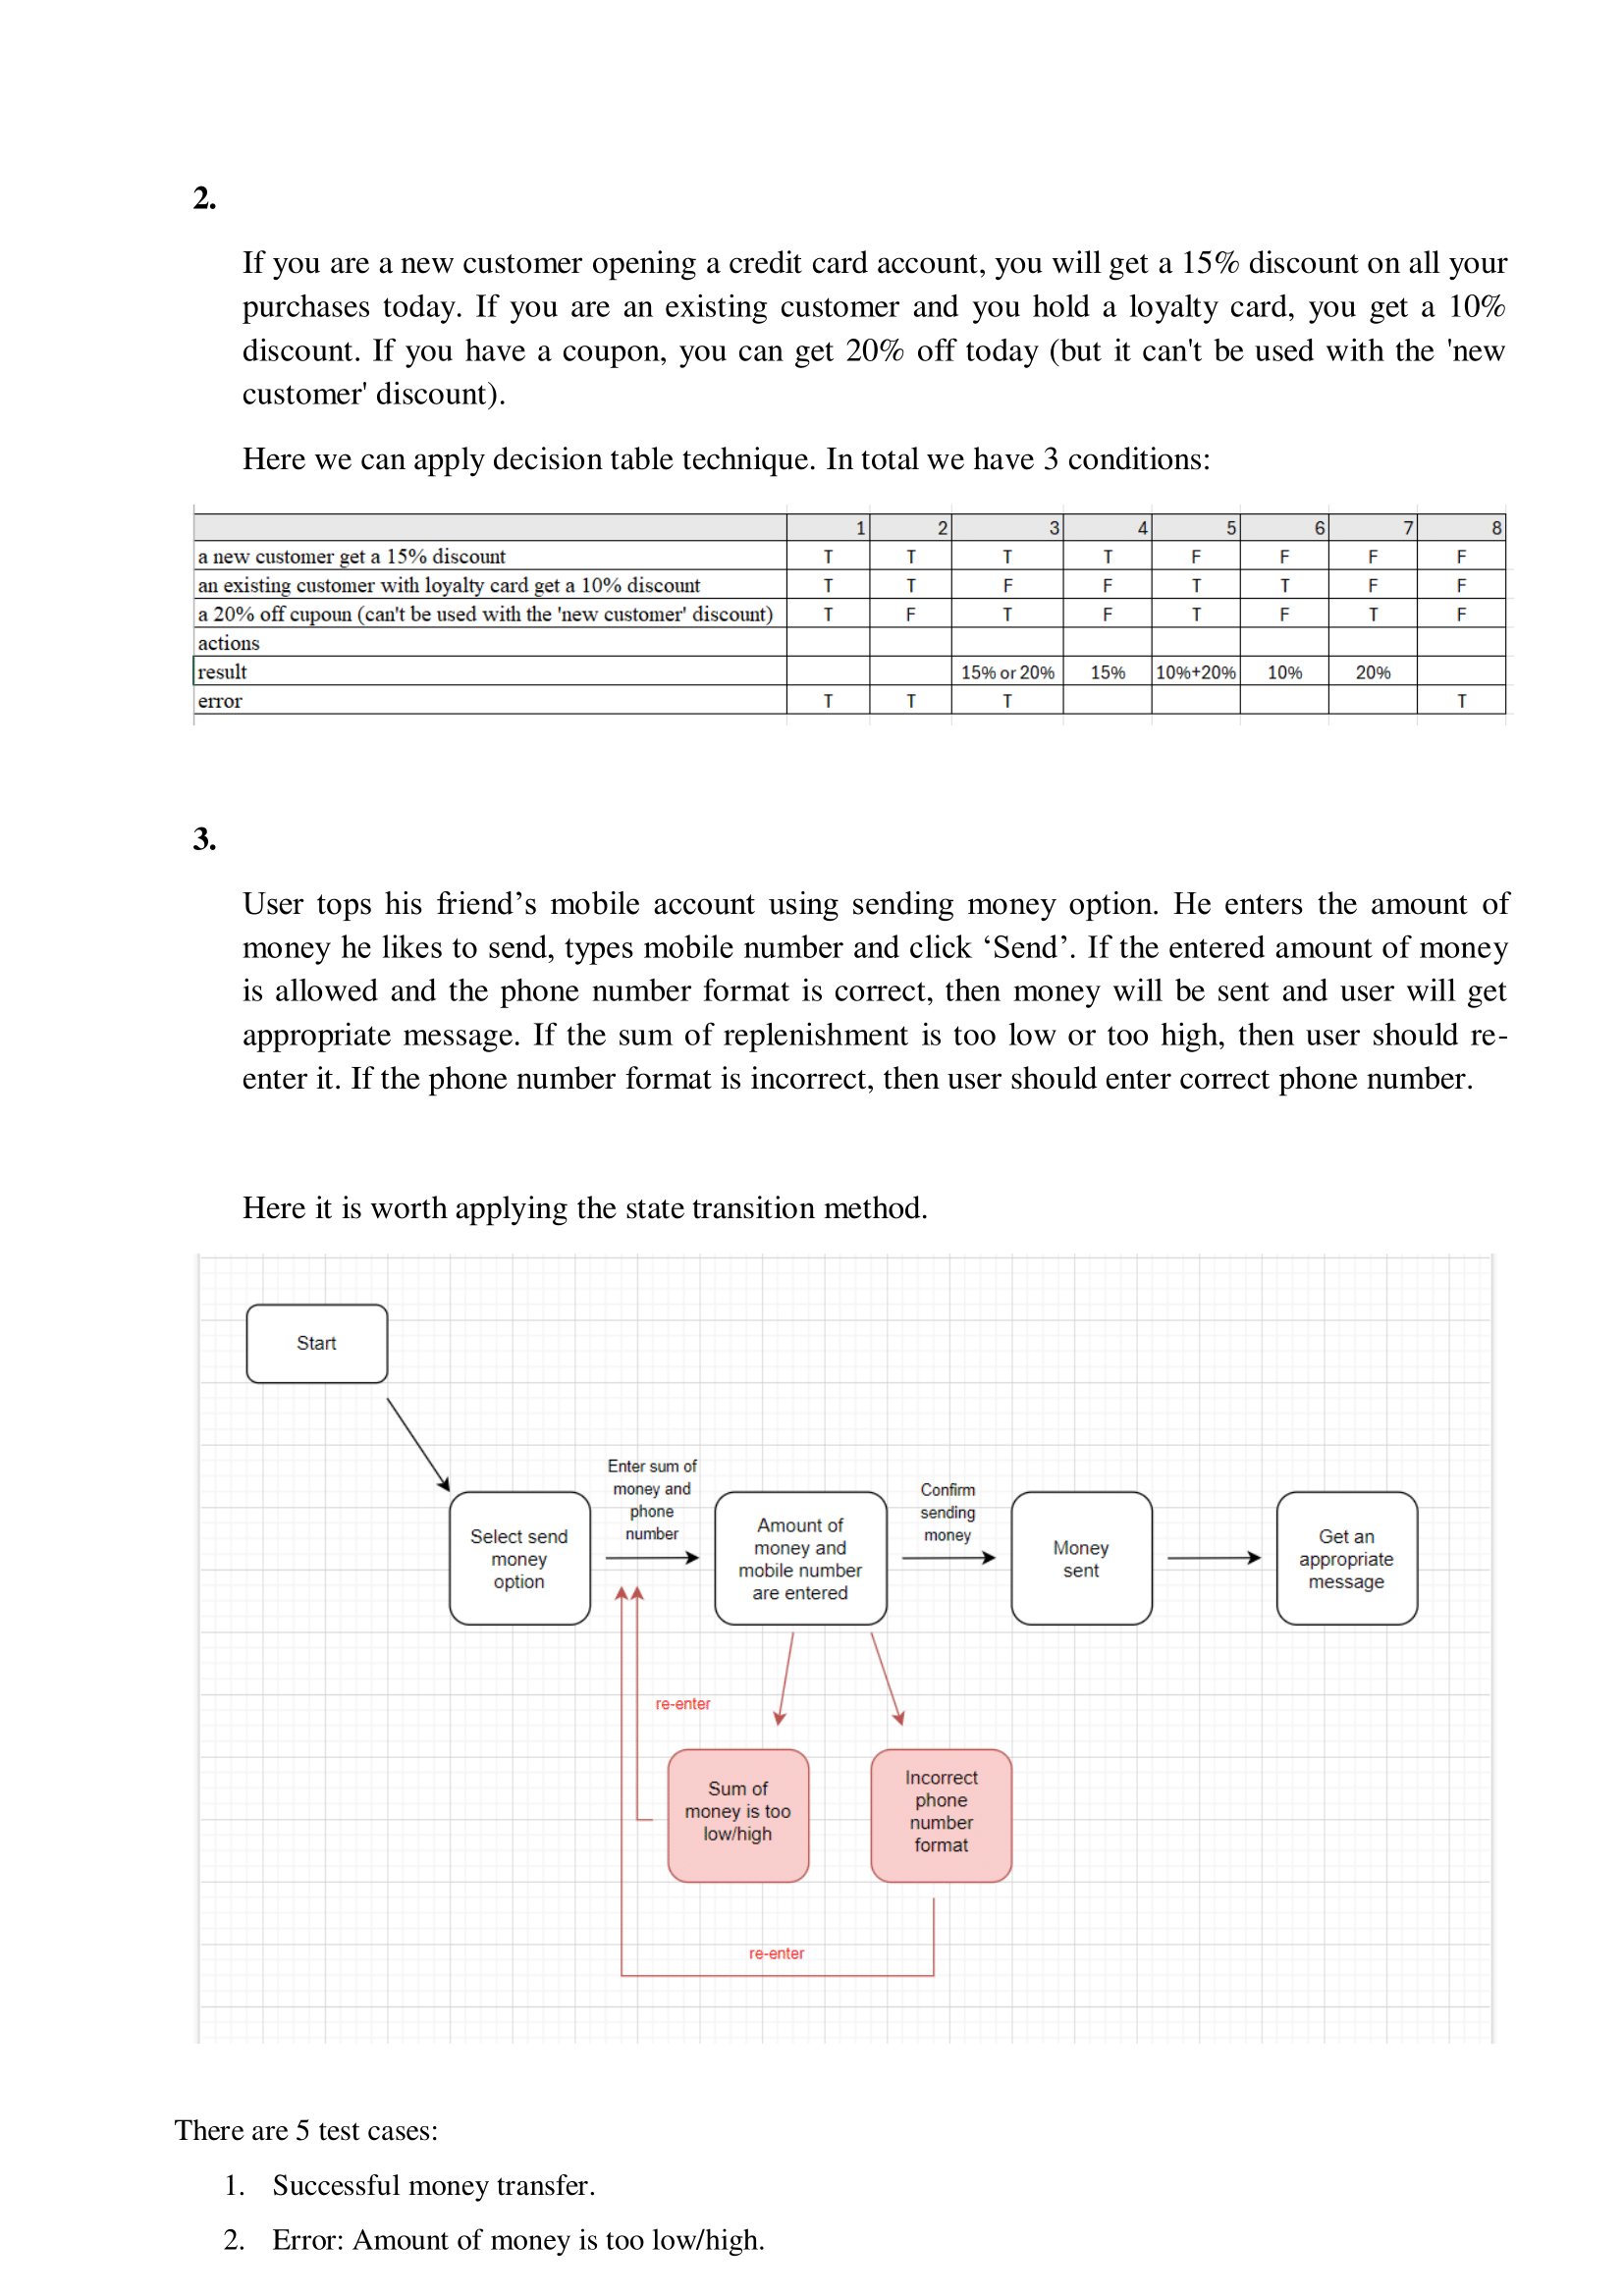 2.
If you are a new customer opening a credit card account, you will get a 15% discount on all your
purchases today. If you are an existing customer and you hold a loyalty card, you get a 10%
discount. If you have a coupon, you can get 20% off today (but it can't be used with the 'new
customer' discount).
Here we can apply decision table technique. In total we have 3 conditions:
1 2 3 4 5 6 7 8
a new customer get a 15% discount T T T T F F F F
an existing customer with loyalty card get a 10% discount T T F F T T F F
a 20% off cupoun (can't be used with the 'new customer' discount) T F T F T F T F
actions
result 15% or 20% 15% 10%+20% 10% 20%
error T T T T
3.
User tops his friend’s mobile account using sending money option. He enters the amount of
money he likes to send, types mobile number and click ‘Send’. If the entered amount of money
is allowed and the phone number format is correct, then money will be sent and user will get
appropriate message. If the sum of replenishment is too low or too high, then user should re-
enter it. If the phone number format is incorrect, then user should enter correct phone number.
Here it is worth applying the state transition method.
Start
Select send
money
option
Enter sum of
money and
phone
number
Amount of
money and
mobile number
are entered
Confirm
sending
money
Money
sent
Get an
appropriate
message
re-enter
Sum of
money is too
low/high
Incorrect
phone
number
format
re-enter
There are 5 test cases:
1. Successful money transfer.
2. Error: Amount of money is too low/high.